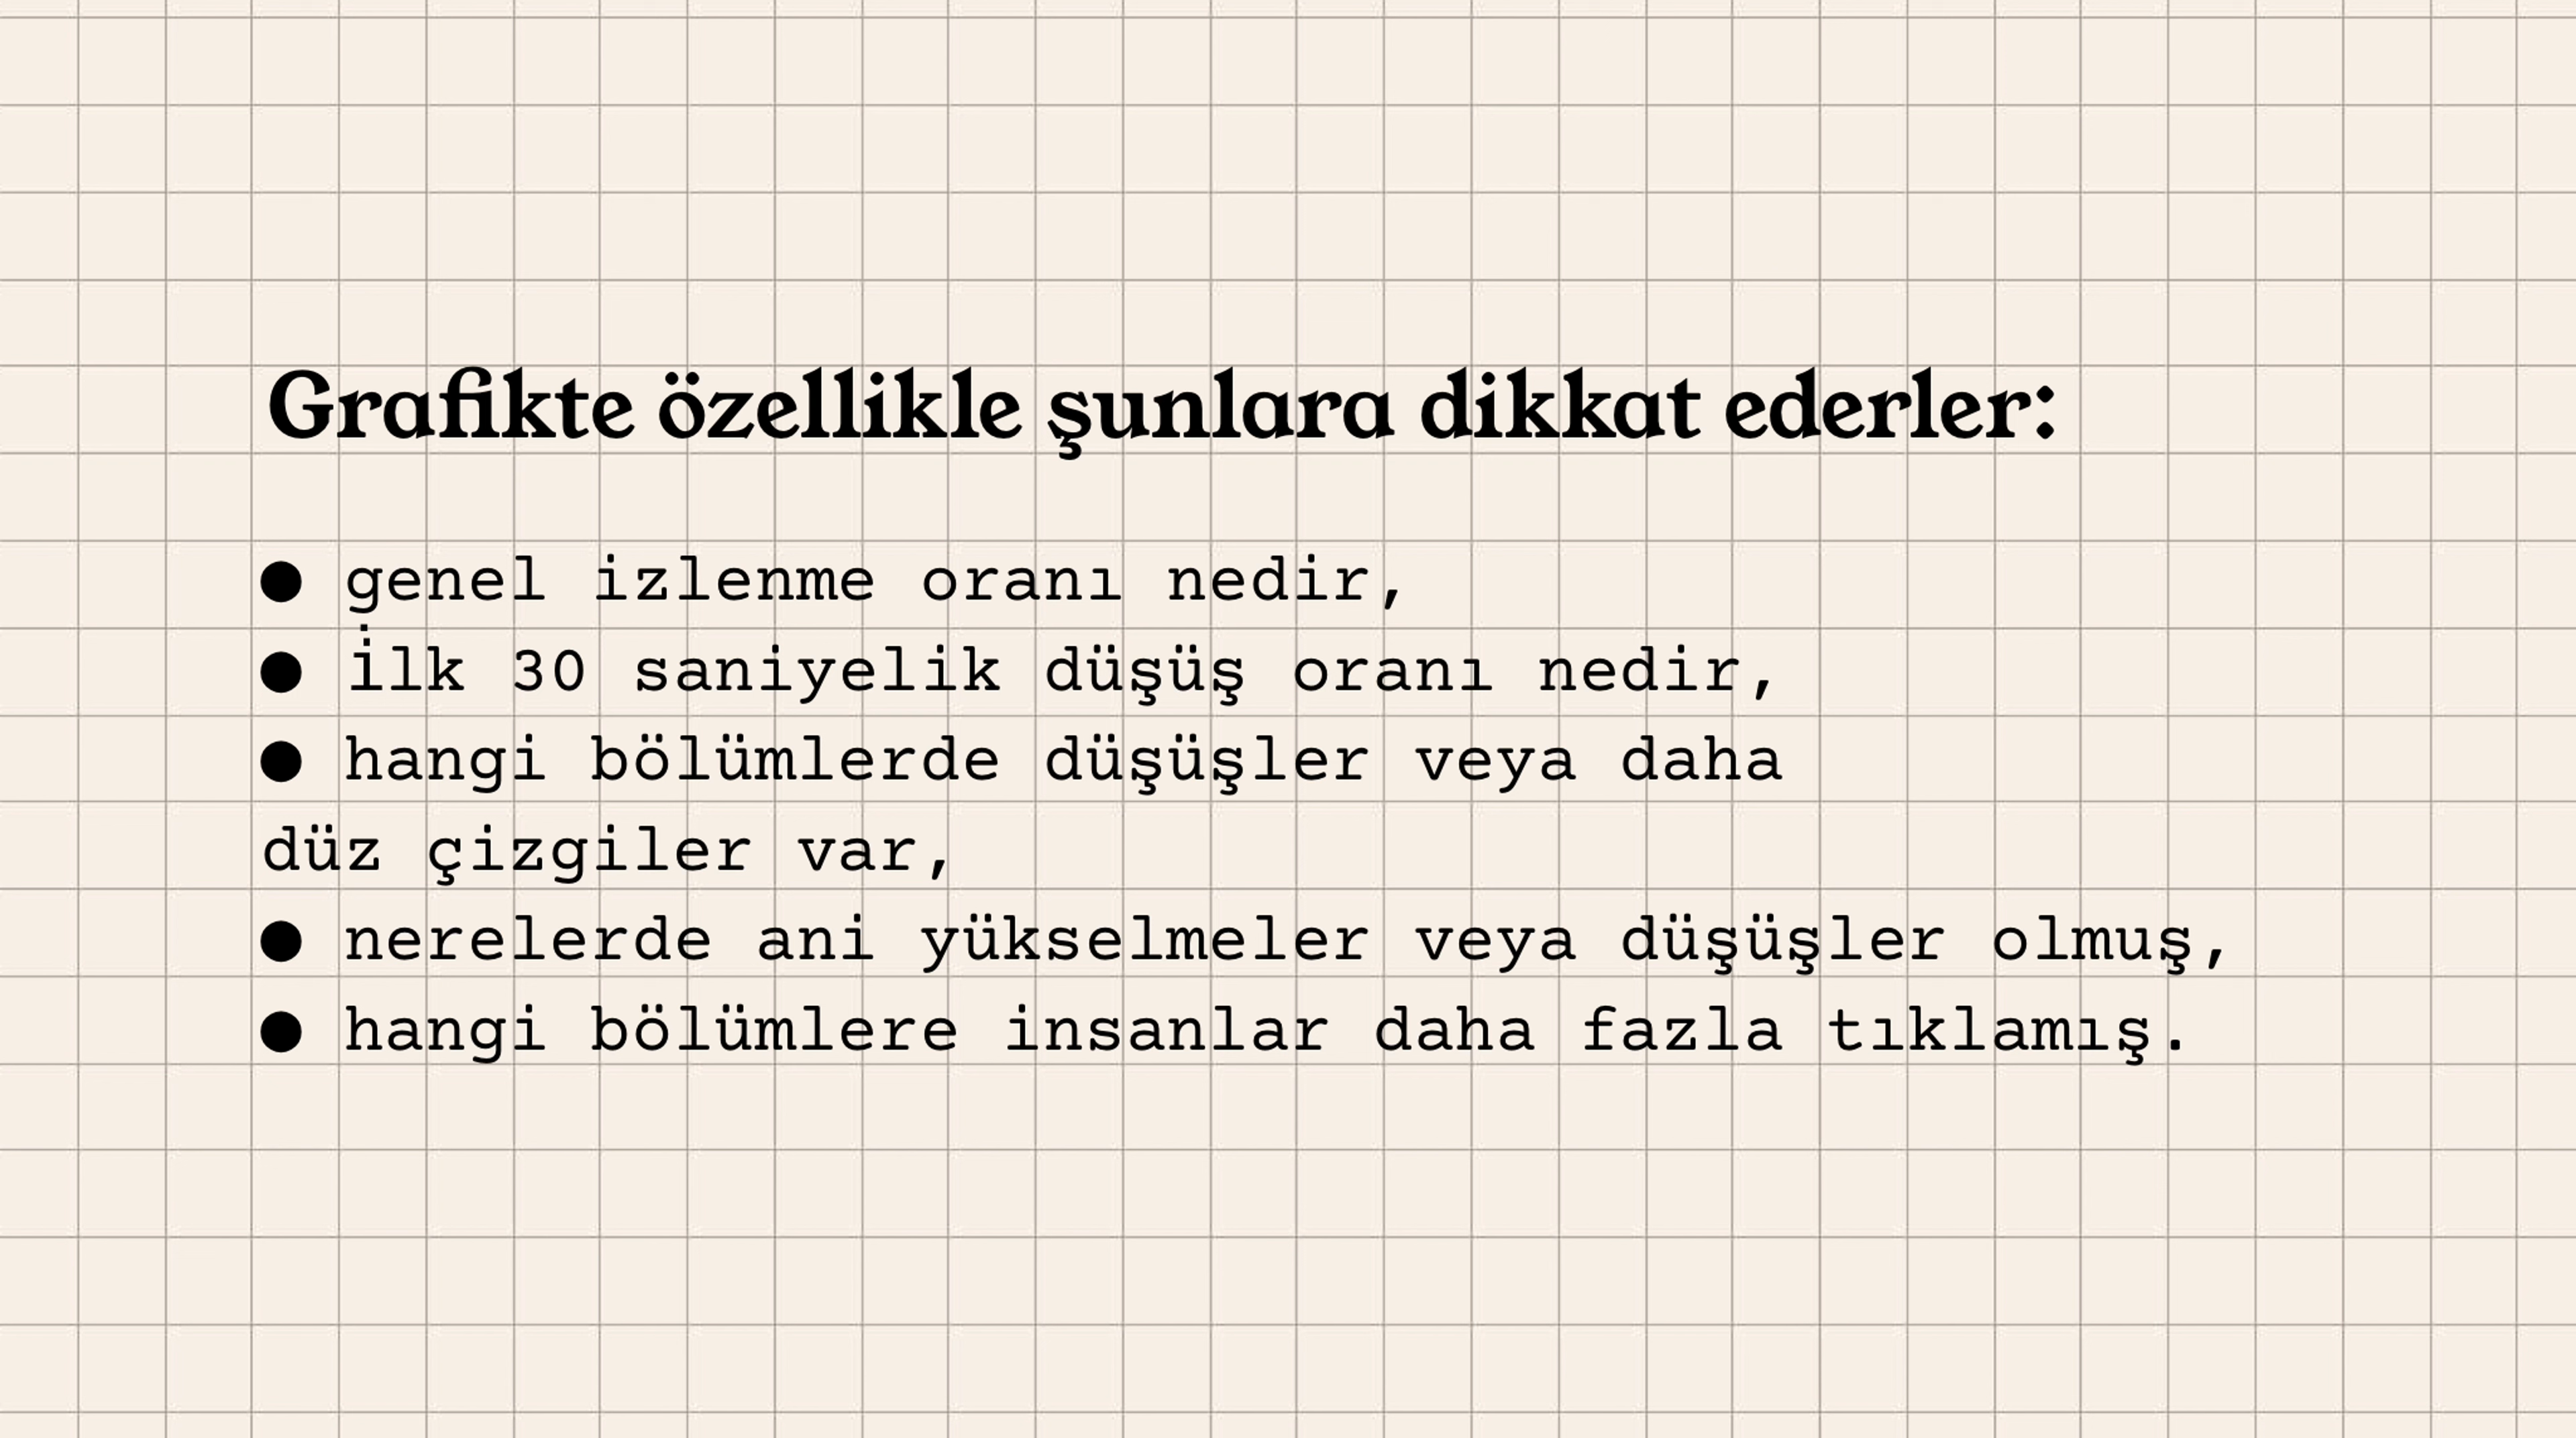 Grafikte özellikle şunlara dikkat ederler:
● genel izlenme oranı nedir,
● i̇lk 30 saniyelik düşüş oranı nedir,
● hangi bölümlerde düşüşler veya daha
düz çizgiler var,
● nerelerde ani yükselmeler veya düşüşler olmuş,
● hangi bölümlere insanlar daha fazla tıklamış.